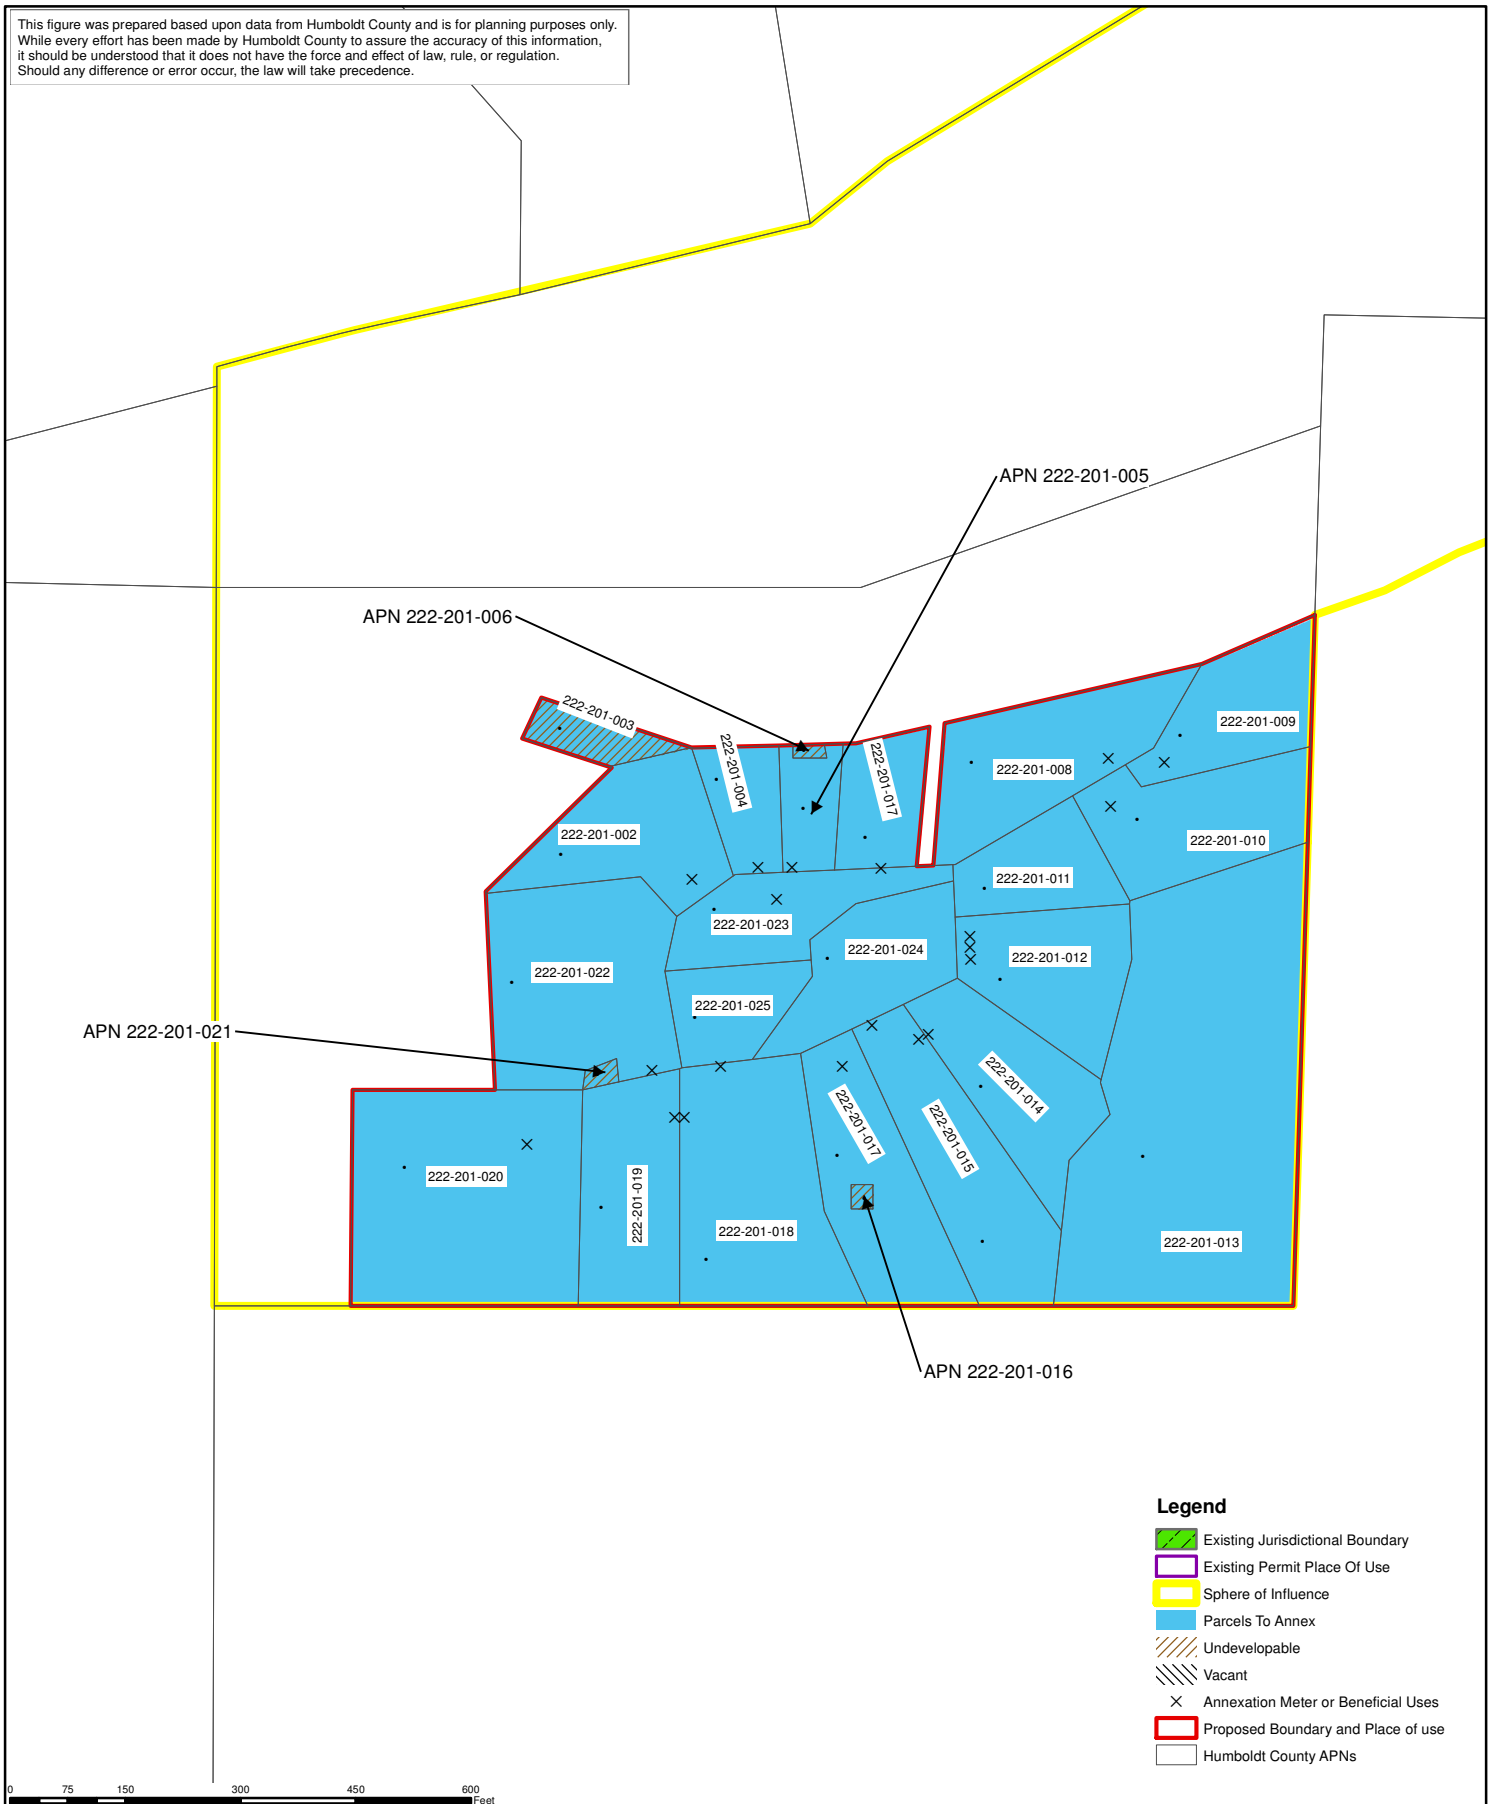 This figure was prepared based upon data from Humboldt County and is for planning purposes only.
While every effort has been made by Humboldt County to assure the accuracy of this information,
it should be understood that it does not have the force and effect of law, rule, or regulation.
Should any difference or error occur, the law will take precedence.
APN 222-201-005
APN 222-201-006
222-201-003
222-201-009
222-201-004
222-201-017
222-201-008
222-201-002
222-201-010
222-201-011
222-201-023
222-201-024
222-201-012
222-201-022
222-201-025
APN 222-201-021
222-201-014
222-201-017
222-201-015
222-201-020
222-201-019
222-201-018
222-201-013
APN 222-201-016
Legend
Existing Jurisdictional Boundary
Existing Permit Place Of Use
Sphere of Influence
Parcels To Annex
Undevelopable
Vacant
Annexation Meter or Beneficial Uses
Proposed Boundary and Place of use
Humboldt County APNs
0 75 150 300 450 600
Feet